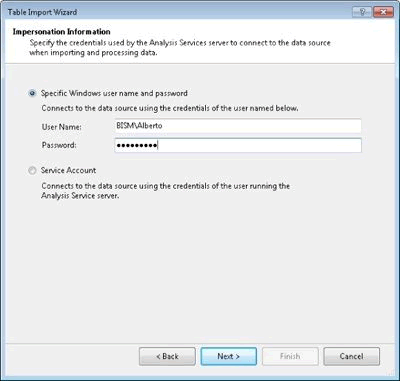 Table Import Wizard
Impersonation Information
Specify the credentials used by the Analysis Services server to connect to the data source
when importing and processing data.
Specific Windows user name and password
Connects to the data source using the credentials of the user named below.
User Name: BISM\Alberto
Password: •••••••••
Service Account
Connects to the data source using the credentials of the user running the
Analysis Service server.
< Back Next > Finish Cancel